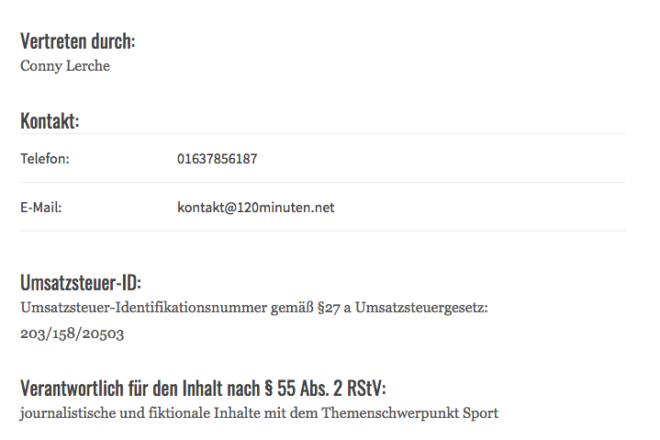 Vertreten durch:
Conny Lerche
Kontakt:
Telefon: 01637856187
E-Mail: kontakt@120minuten.net
Umsatzsteuer-ID:
Umsatzsteuer-Identifikationsnummer gemäß §27 a Umsatzsteuergesetz:
203/158/20503
Verantwortlich für den Inhalt nach § 55 Abs. 2 RStV:
journalistische und fiktionale Inhalte mit dem Themenschwerpunkt Sport